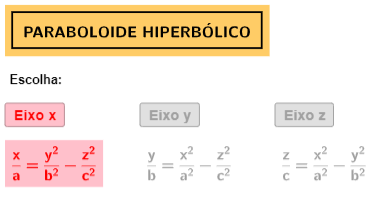 PARABOLOIDE HIPERBÓLICO
Escolha:
Eixo x Eixo y Eixo z
x/a = y²/b² − z²/c² y/b = x²/a² − z²/c² z/c = x²/a² − y²/b²